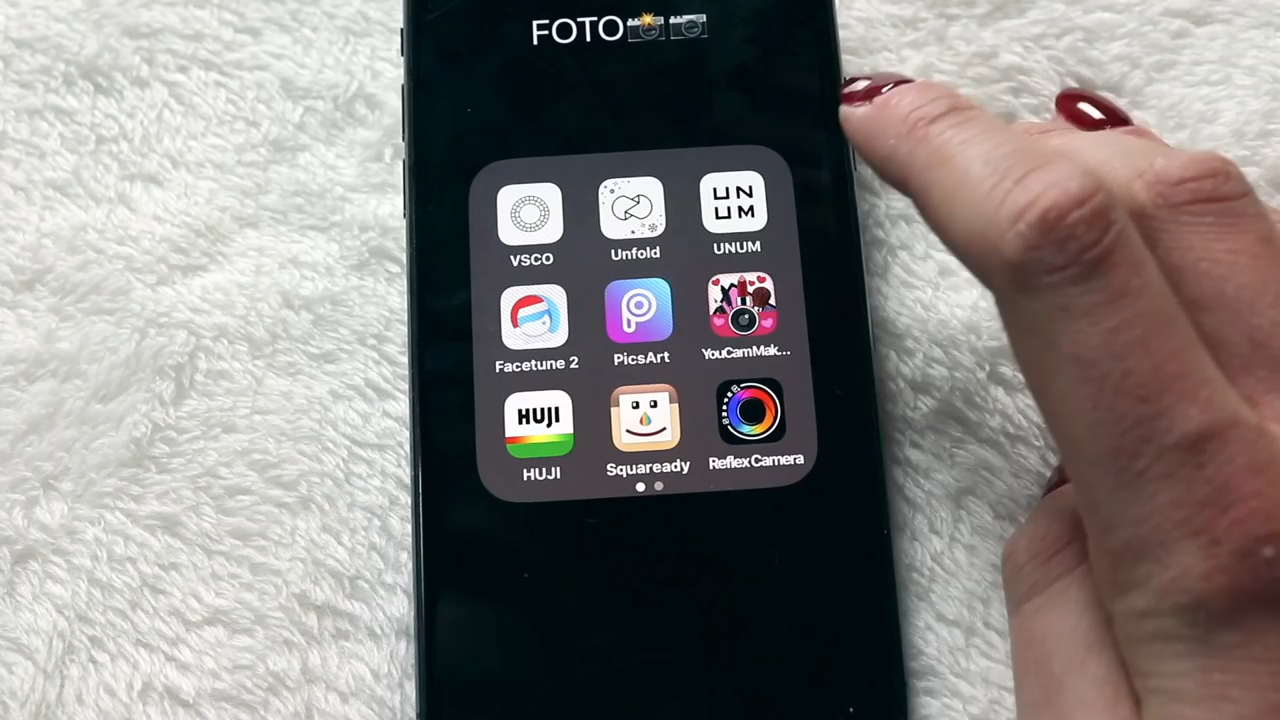 FOTO📸📷
UN
UM
VSCO
Unfold
UNUM
Facetune 2
PicsArt
YouCamMak...
HUJI
HUJI
Squaready
Reflex Camera